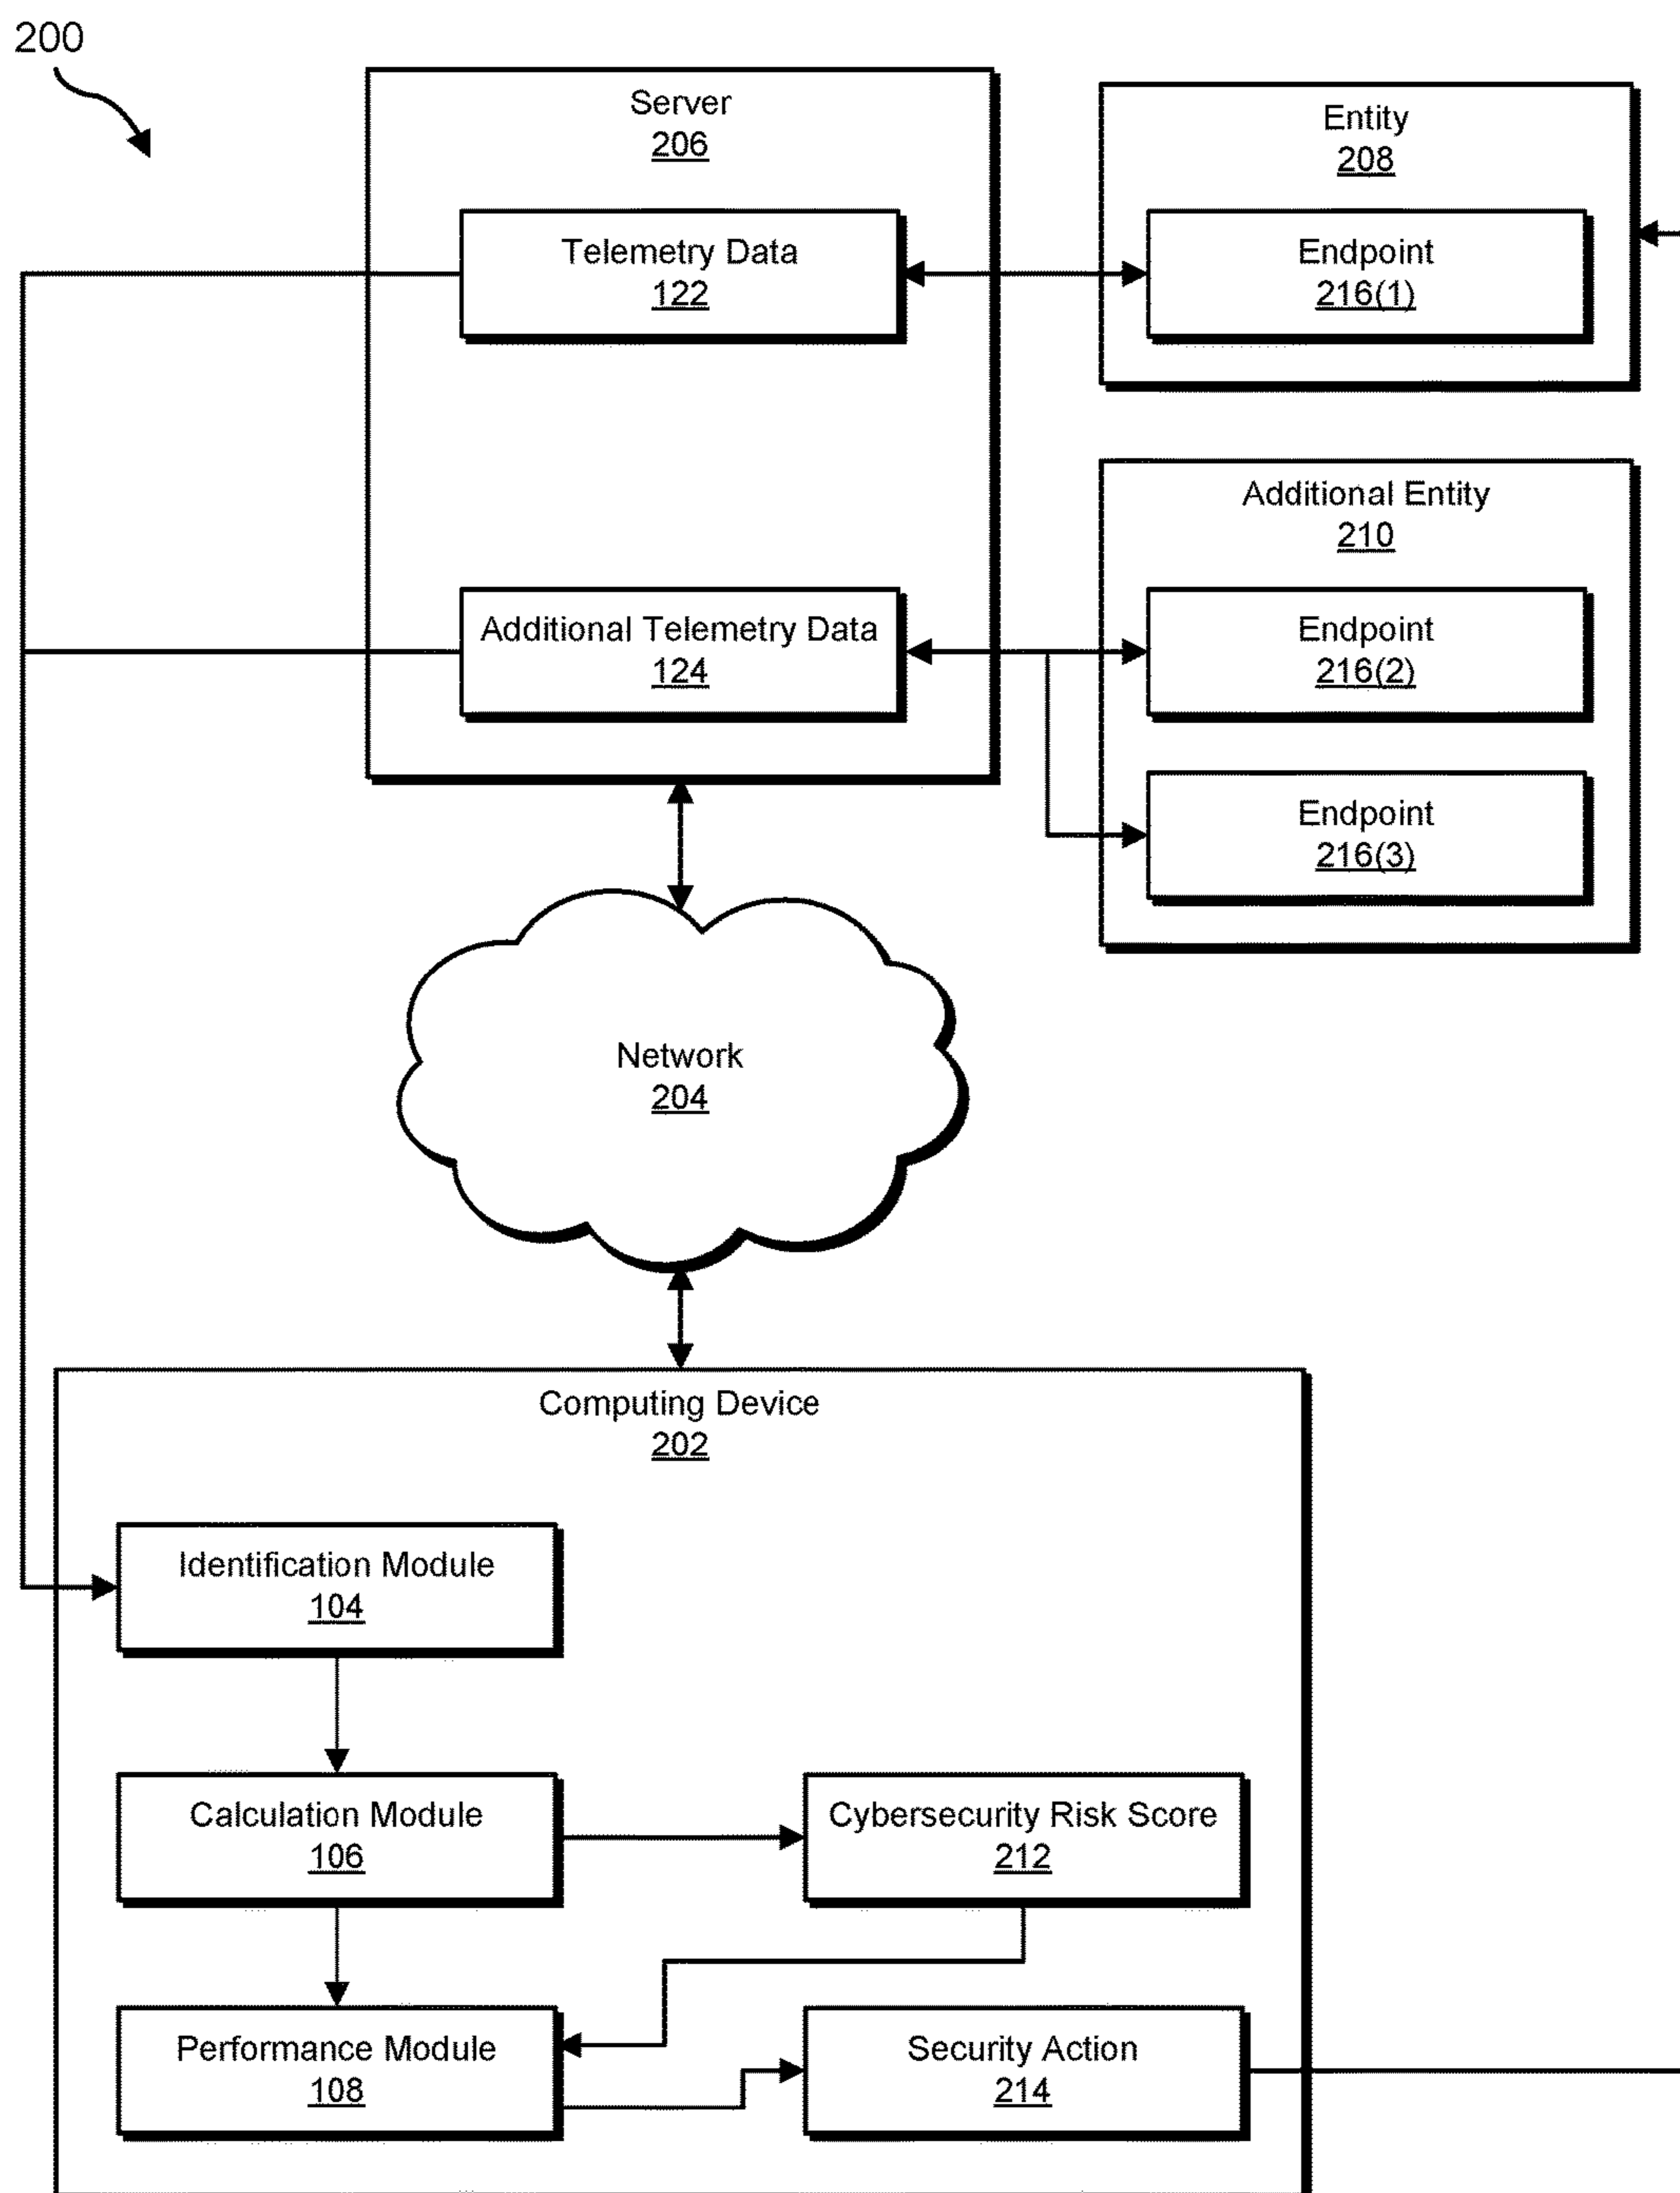 200
Server
206
Entity
208
Telemetry Data
122
Endpoint
216(1)
Additional Entity
210
Additional Telemetry Data
124
Endpoint
216(2)
Endpoint
216(3)
Network
204
Computing Device
202
Identification Module
104
Calculation Module
106
Cybersecurity Risk Score
212
Performance Module
108
Security Action
214